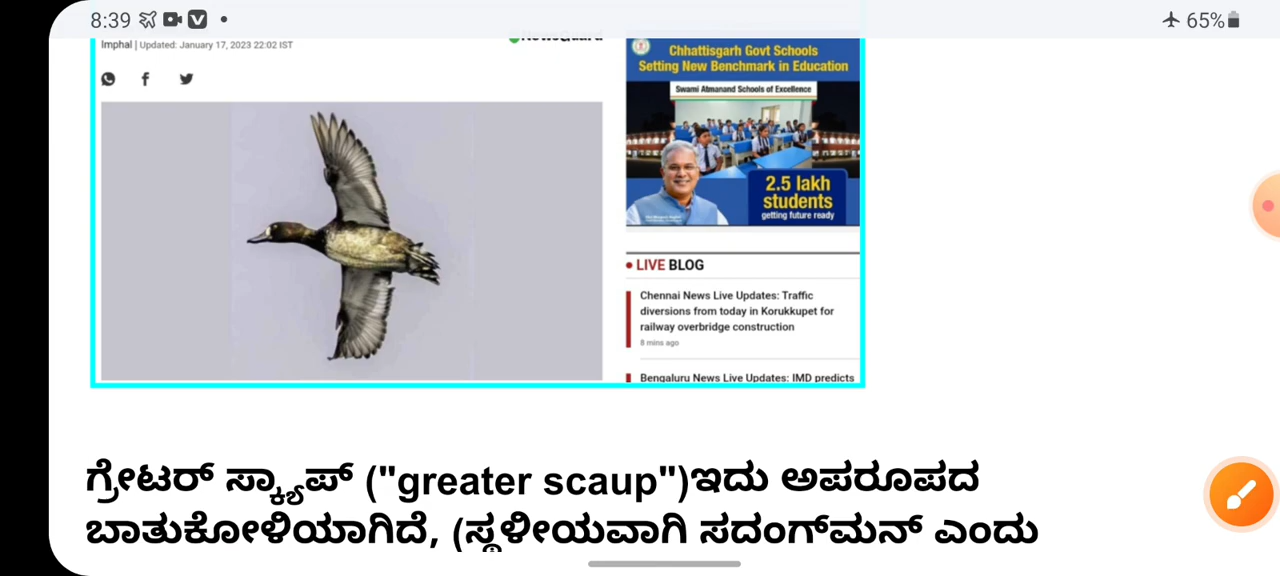 8:39
65%
Imphal | Updated: January 17, 2023 22:02 IST
Chhattisgarh Govt Schools
Setting New Benchmark in Education
Swami Atmanand Schools of Excellence
2.5 lakh
students
getting future ready
LIVE BLOG
Chennai News Live Updates: Traffic
diversions from today in Korukkupet for
railway overbridge construction
8 mins ago
Bengaluru News Live Updates: IMD predicts
ಗ್ರೇಟರ್ ಸ್ಕ್ಯಾಪ್ ("greater scaup")ಇದು ಅಪರೂಪದ
ಬಾತುಕೋಳಿಯಾಗಿದೆ, (ಸ್ಥಳೀಯವಾಗಿ ಸದಂಗ್‌ಮನ್ ಎಂದು